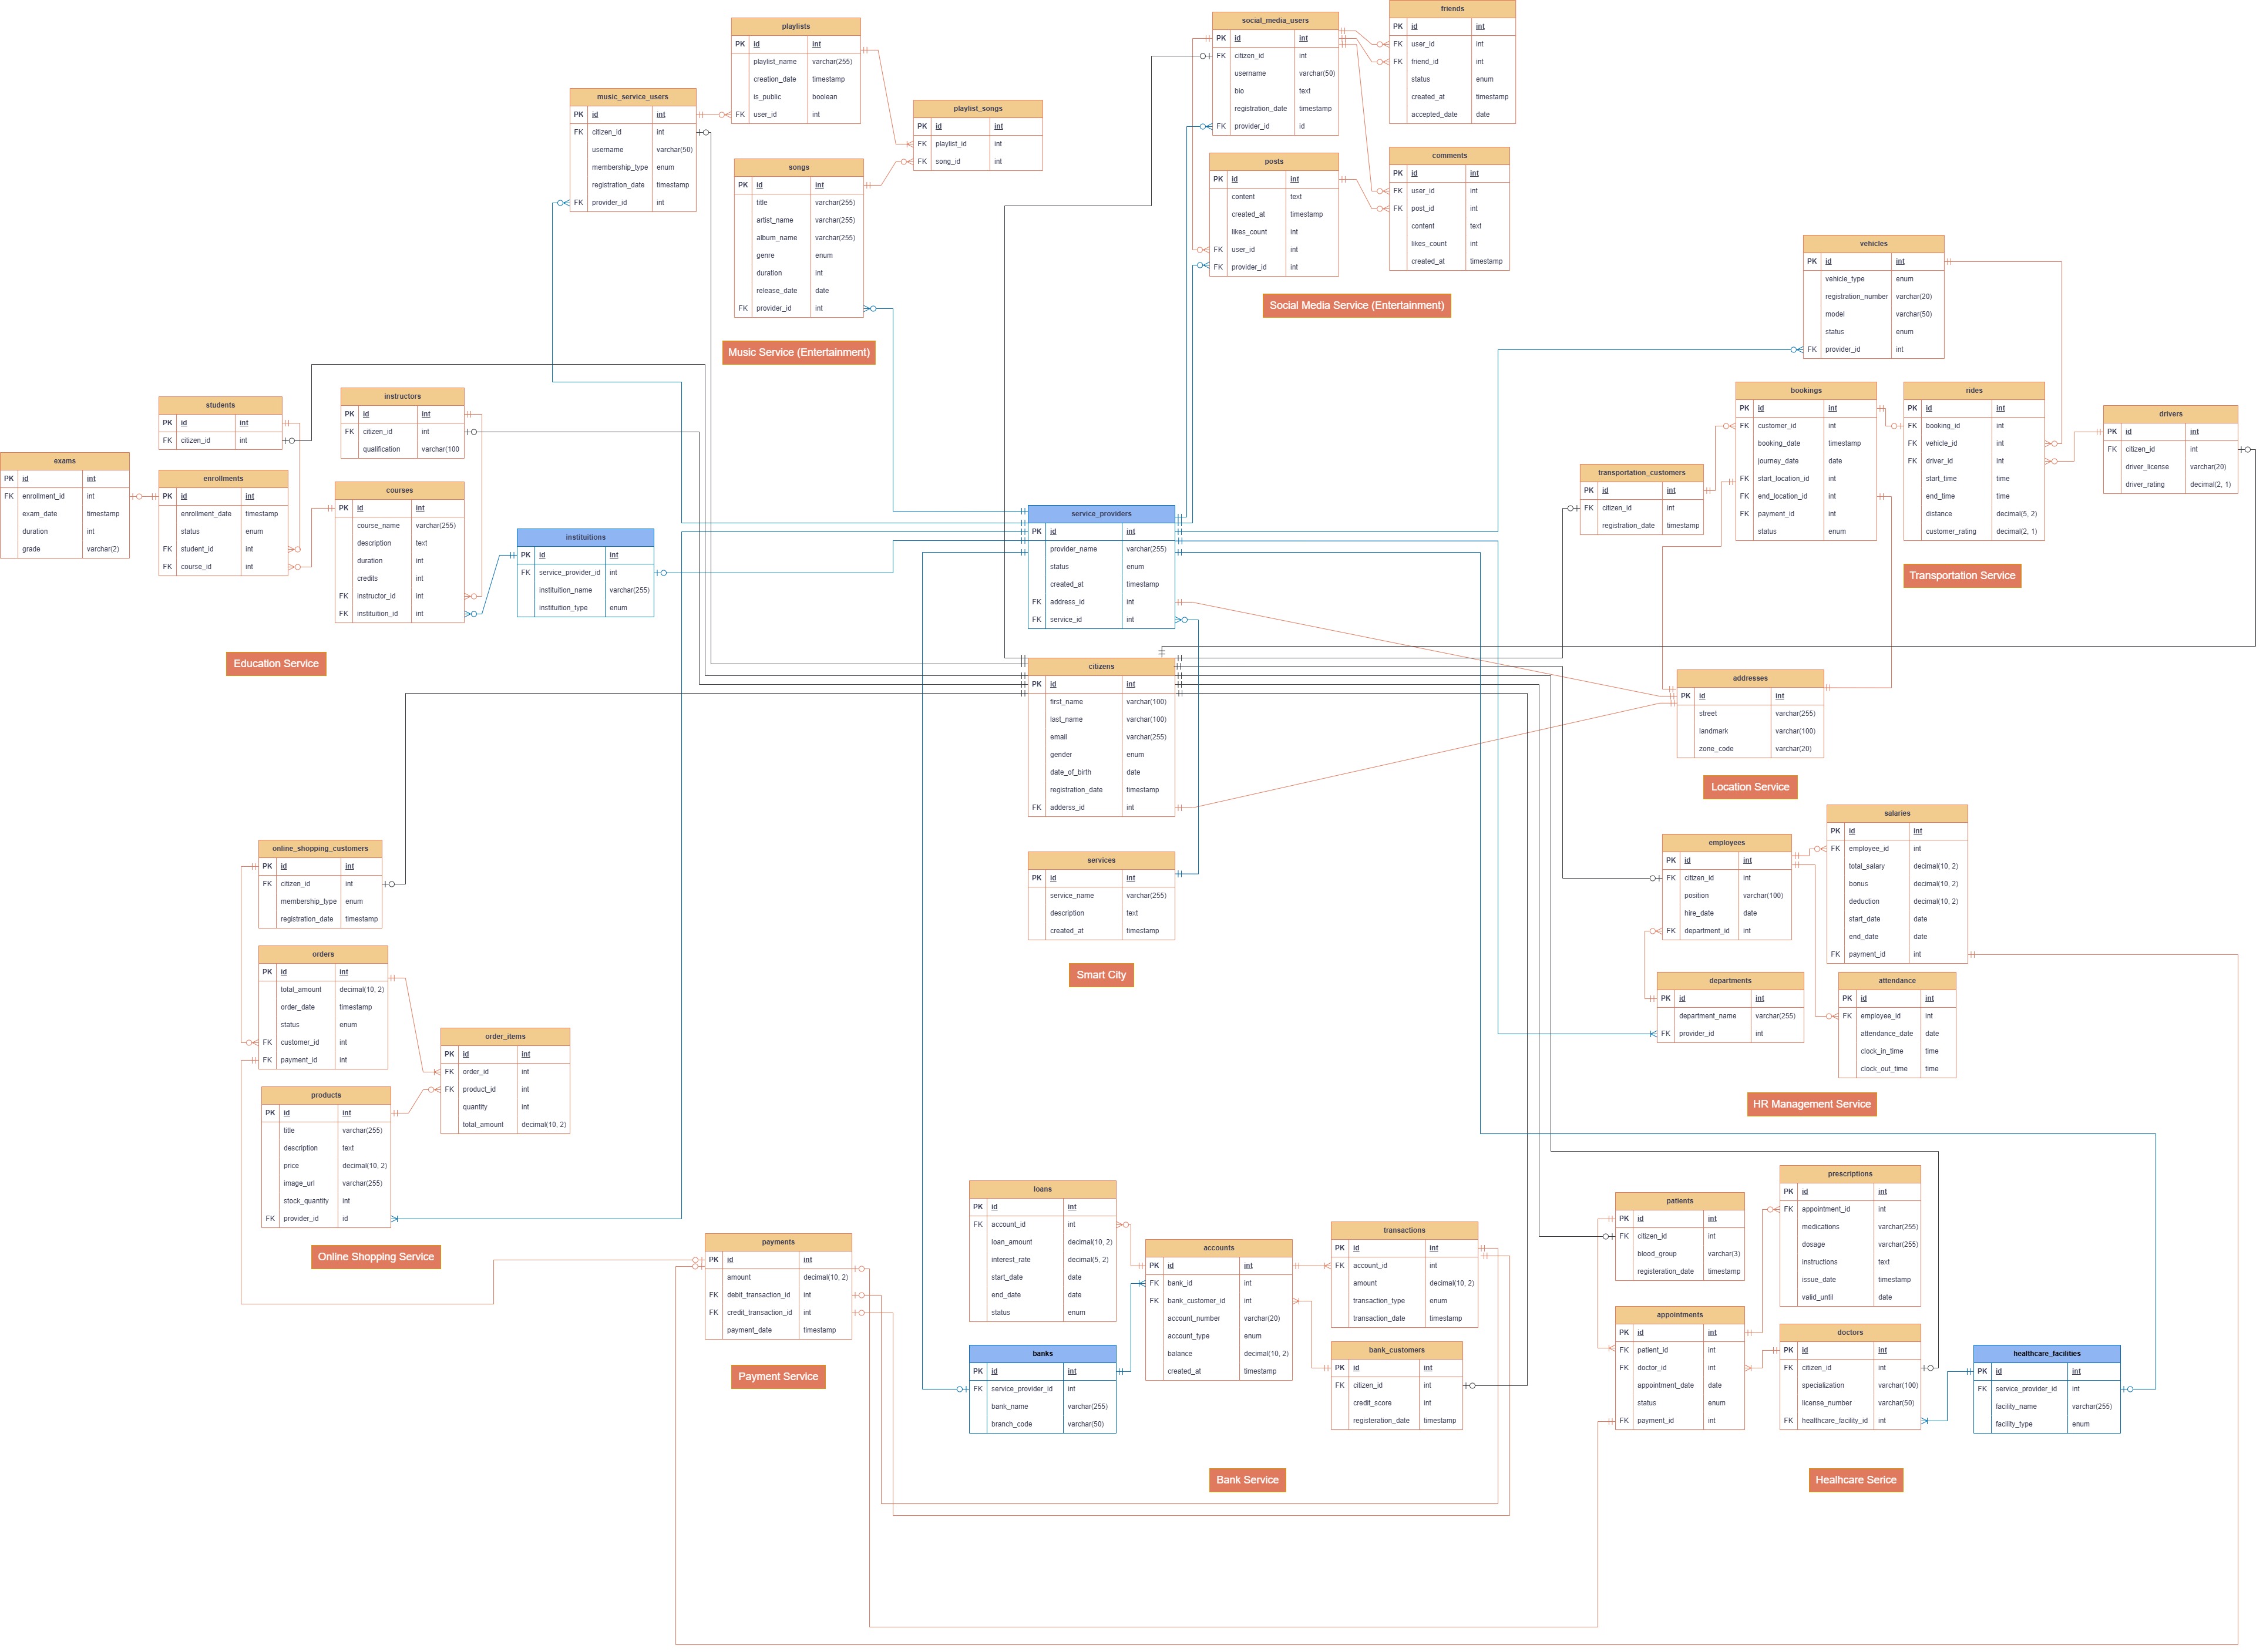 playlists
PK id int
playlist_name varchar(255)
creation_date timestamp
is_public boolean
FK user_id int
music_service_users
PK id int
FK citizen_id int
username varchar(50)
membership_type enum
registration_date timestamp
FK provider_id int
playlist_songs
PK id int
FK playlist_id int
FK song_id int
songs
PK id int
title varchar(255)
artist_name varchar(255)
album_name varchar(255)
genre enum
duration int
release_date date
FK provider_id int
Music Service (Entertainment)
social_media_users
PK id int
FK citizen_id int
username varchar(50)
bio text
registration_date timestamp
FK provider_id id
friends
PK id int
FK user_id int
FK friend_id int
status enum
created_at timestamp
accepted_date date
posts
PK id int
content text
created_at timestamp
likes_count int
FK user_id int
FK provider_id int
comments
PK id int
FK user_id int
FK post_id int
content text
likes_count int
created_at timestamp
Social Media Service (Entertainment)
vehicles
PK id int
vehicle_type enum
registration_number varchar(20)
model varchar(50)
status enum
FK provider_id int
bookings
PK id int
FK customer_id int
booking_date timestamp
journey_date date
FK start_location_id int
FK end_location_id int
FK payment_id int
status enum
rides
PK id int
FK booking_id int
FK vehicle_id int
FK driver_id int
start_time time
end_time time
distance decimal(5, 2)
customer_rating decimal(2, 1)
drivers
PK id int
FK citizen_id int
driver_license varchar(20)
driver_rating decimal(2, 1)
transportation_customers
PK id int
FK citizen_id int
registration_date timestamp
Transportation Service
students
PK id int
FK citizen_id int
instructors
PK id int
FK citizen_id int
qualification varchar(100
exams
PK id int
FK enrollment_id int
exam_date timestamp
duration int
grade varchar(2)
enrollments
PK id int
enrollment_date timestamp
status enum
FK student_id int
FK course_id int
courses
PK id int
course_name varchar(255)
description text
duration int
credits int
FK instructor_id int
FK instituition_id int
instituitions
PK id int
FK service_provider_id int
instituition_name varchar(255)
instituition_type enum
Education Service
service_providers
PK id int
provider_name varchar(255)
status enum
created_at timestamp
FK address_id int
FK service_id int
citizens
PK id int
first_name varchar(100)
last_name varchar(100)
email varchar(255)
gender enum
date_of_birth date
registration_date timestamp
FK adderss_id int
services
PK id int
service_name varchar(255)
description text
created_at timestamp
Smart City
addresses
PK id int
street varchar(255)
landmark varchar(100)
zone_code varchar(20)
Location Service
employees
PK id int
FK citizen_id int
position varchar(100)
hire_date date
FK department_id int
salaries
PK id int
FK employee_id int
total_salary decimal(10, 2)
bonus decimal(10, 2)
deduction decimal(10, 2)
start_date date
end_date date
FK payment_id int
departments
PK id int
department_name varchar(255)
FK provider_id int
attendance
PK id int
FK employee_id int
attendance_date date
clock_in_time time
clock_out_time time
HR Management Service
online_shopping_customers
PK id int
FK citizen_id int
membership_type enum
registration_date timestamp
orders
PK id int
total_amount decimal(10, 2)
order_date timestamp
status enum
FK customer_id int
FK payment_id int
order_items
PK id int
FK order_id int
FK product_id int
quantity int
total_amount decimal(10, 2)
products
PK id int
title varchar(255)
description text
price decimal(10, 2)
image_url varchar(255)
stock_quantity int
FK provider_id id
Online Shopping Service
payments
PK id int
amount decimal(10, 2)
FK debit_transaction_id int
FK credit_transaction_id int
payment_date timestamp
Payment Service
loans
PK id int
FK account_id int
loan_amount decimal(10, 2)
interest_rate decimal(5, 2)
start_date date
end_date date
status enum
accounts
PK id int
FK bank_id int
FK bank_customer_id int
account_number varchar(20)
account_type enum
balance decimal(10, 2)
created_at timestamp
transactions
PK id int
FK account_id int
amount decimal(10, 2)
transaction_type enum
transaction_date timestamp
banks
PK id int
FK service_provider_id int
bank_name varchar(255)
branch_code varchar(50)
bank_customers
PK id int
FK citizen_id int
credit_score int
registeration_date timestamp
Bank Service
patients
PK id int
FK citizen_id int
blood_group varchar(3)
registeration_date timestamp
prescriptions
PK id int
FK appointment_id int
medications varchar(255)
dosage varchar(255)
instructions text
issue_date timestamp
valid_until date
appointments
PK id int
FK patient_id int
FK doctor_id int
appointment_date date
status enum
FK payment_id int
doctors
PK id int
FK citizen_id int
specialization varchar(100)
license_number varchar(50)
FK healthcare_facility_id int
healthcare_facilities
PK id int
FK service_provider_id int
facility_name varchar(255)
facility_type enum
Healhcare Serice